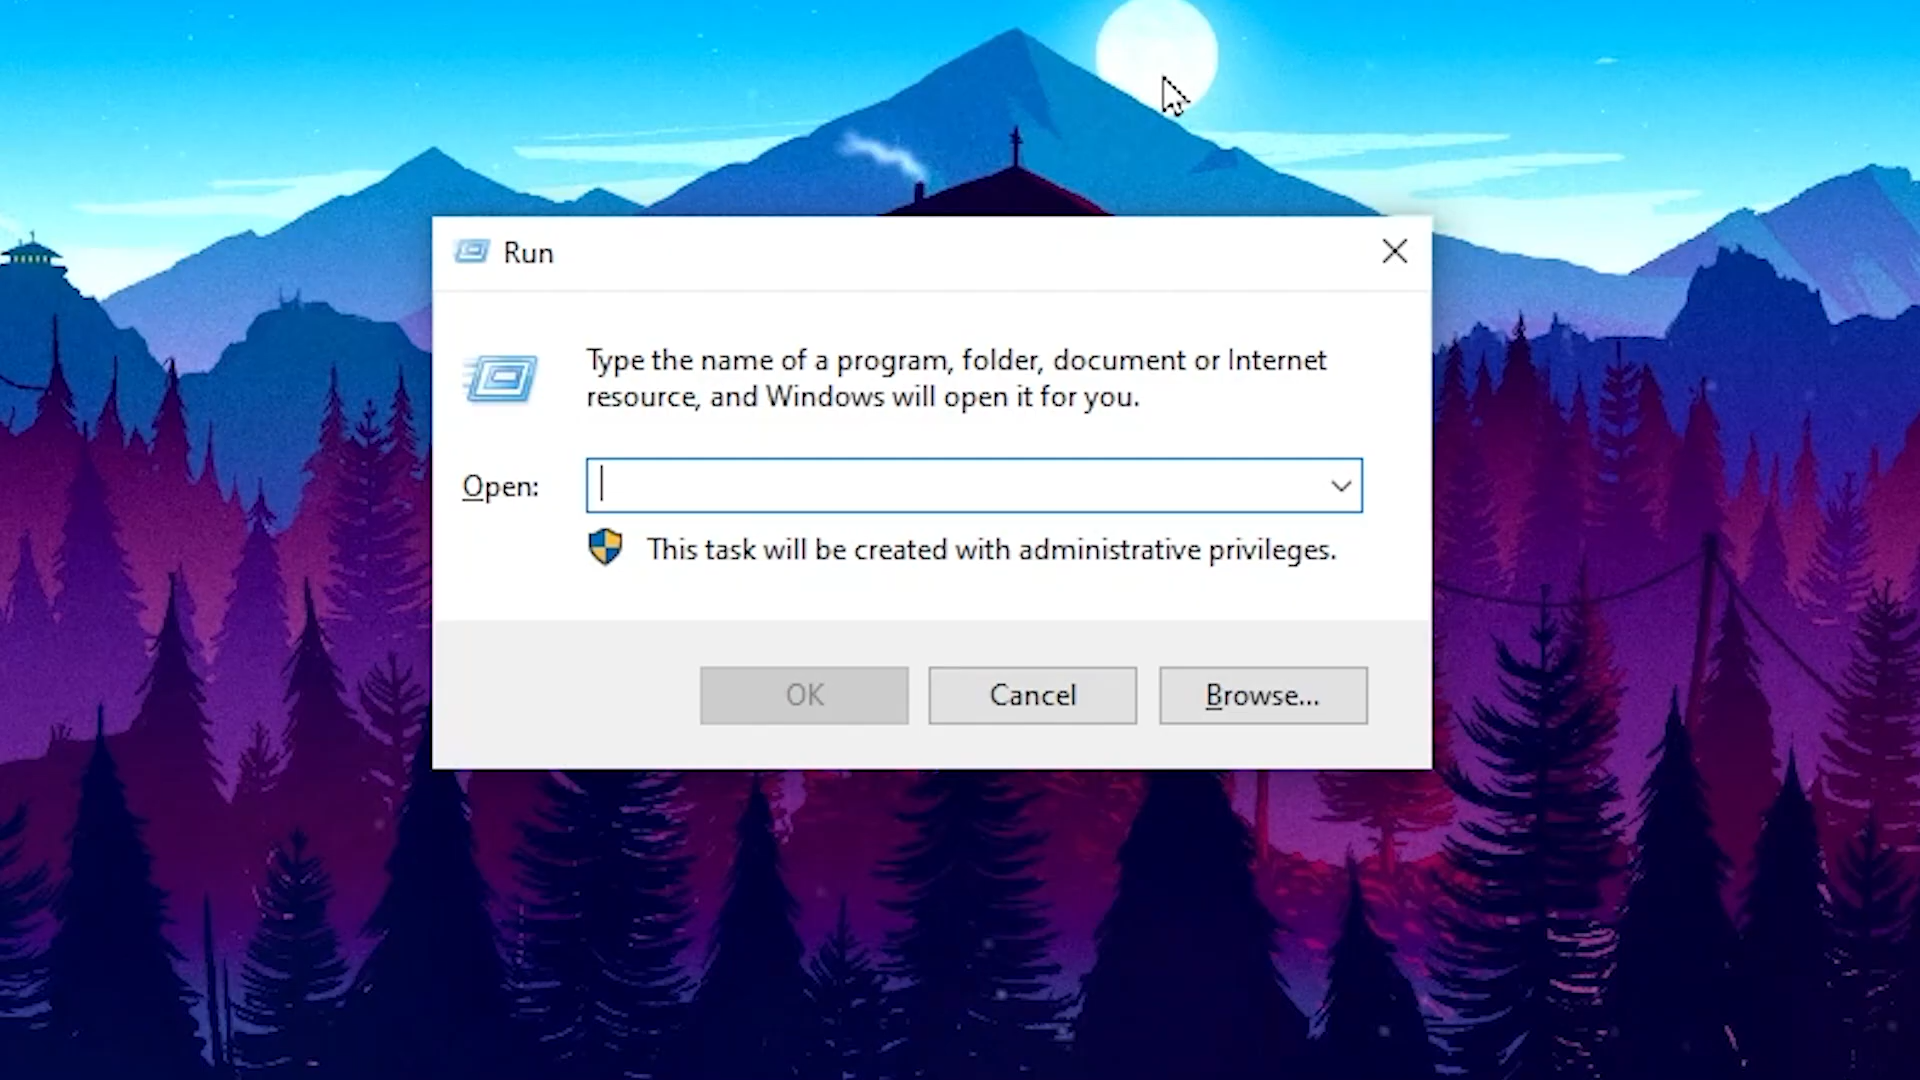 Run
Type the name of a program, folder, document or Internet
resource, and Windows will open it for you.
Open:
This task will be created with administrative privileges.
OK Cancel Browse...